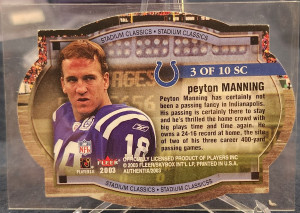 STADIUM CLASSICS • STADIUM CLASSICS
3 OF 10 SC
peyton MANNING
Peyton Manning has certainly not
been a passing fancy in Indianapolis.
His passing is certainly there to stay
and he's thrilled the home crowd with
big plays time and time again. He
owns a 24-16 record at home, the site
of two of his three career 400-yard
passing games.
18
PLAYERS
FLEER
2003
OFFICIALLY LICENSED PRODUCT OF PLAYERS INC
© 2003 FLEER/SKYBOX INT'L LP. PRINTED IN U.S.A.
STADIUM CLASSICS • STADIUM CLASSICS